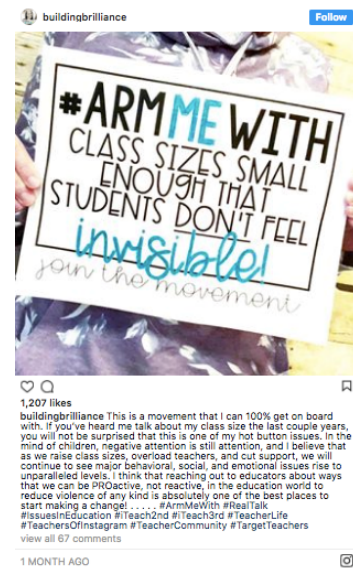 buildingbrilliance
Follow
#ARMMEWITH
CLASS SIZES SMALL
ENOUGH THAT
STUDENTS DON'T FEEL
invisible!
join the movement
1,207 likes
buildingbrilliance This is a movement that I can 100% get on board
with. If you've heard me talk about my class size the last couple years,
you will not be surprised that this is one of my hot button issues. In the
mind of children, negative attention is still attention, and I believe that
as we raise class sizes, overload teachers, and cut support, we will
continue to see major behavioral, social, and emotional issues rise to
unparalleled levels. I think that reaching out to educators about ways
that we can be PROactive, not reactive, in the education world to
reduce violence of any kind is absolutely one of the best places to
start making a change! . . . . . #ArmMeWith #RealTalk
#IssuesInEducation #iTeach2nd #iTeach3rd #TeacherLife
#TeachersOfInstagram #TeacherCommunity #TargetTeachers
view all 67 comments
1 MONTH AGO